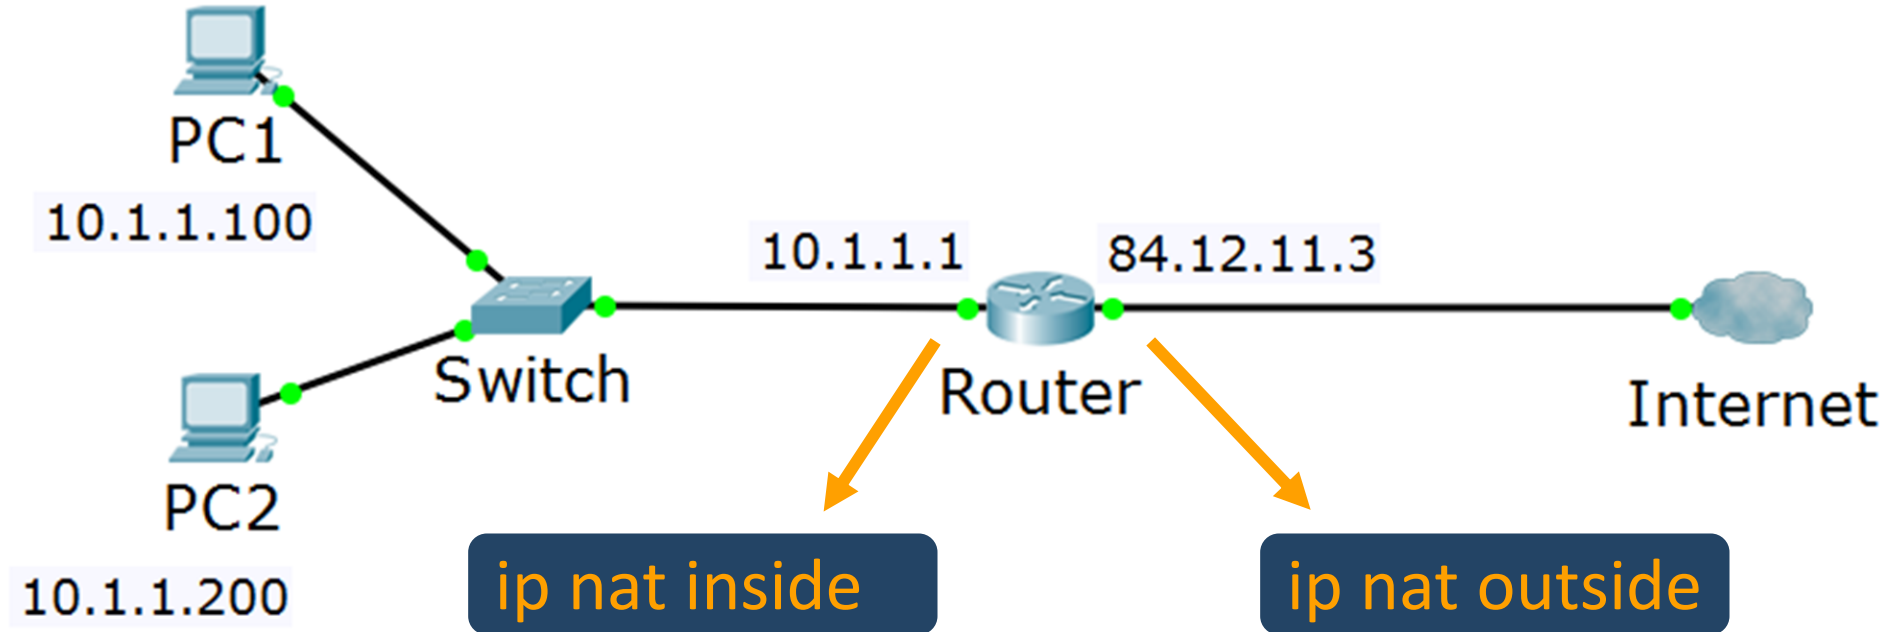 PC1
10.1.1.100
10.1.1.1
84.12.11.3
Switch
Router
Internet
PC2
10.1.1.200
ip nat inside
ip nat outside